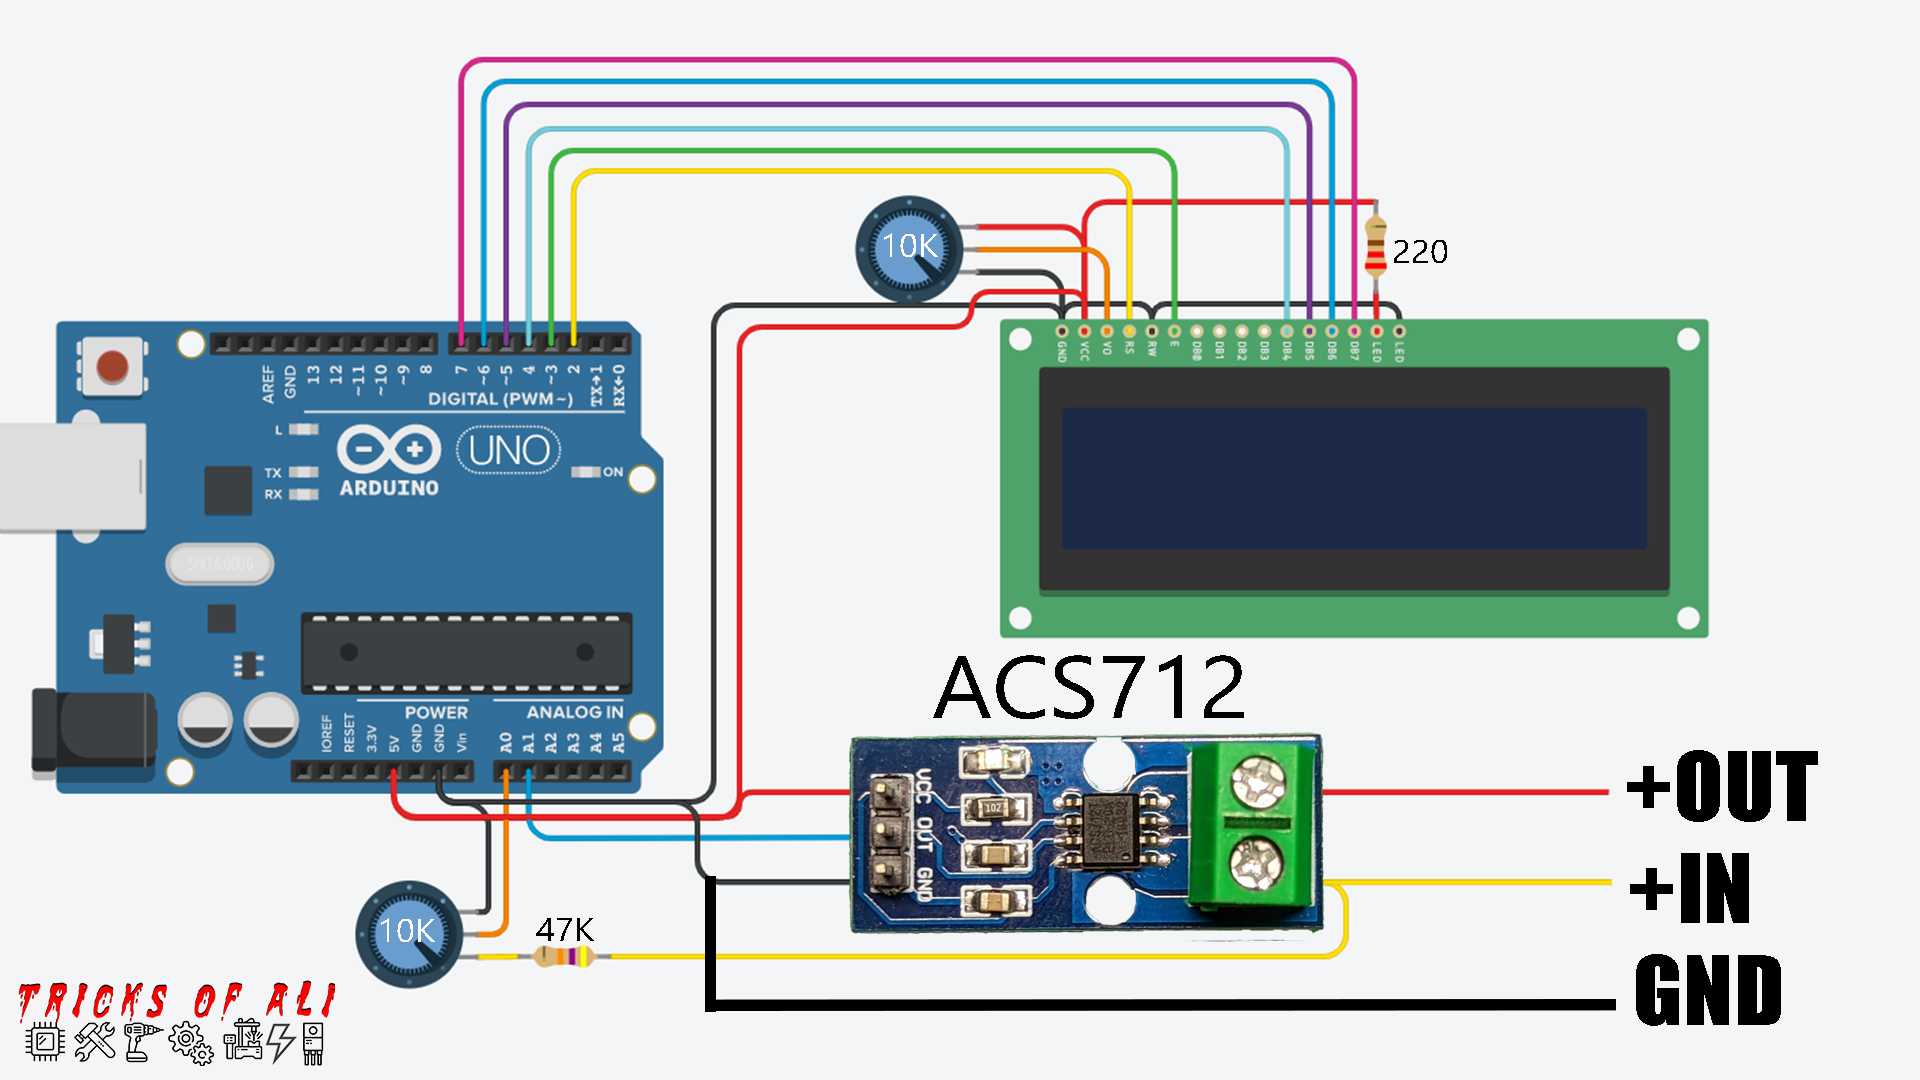 10K
220
GND VCC VO RS RW E DB0 DB1 DB2 DB3 DB4 DB5 DB6 DB7 LED LED
AREF GND 13 12 ~11 ~10 ~9 8 7 ~6 ~5 4 ~3 2 TX→1 RX←0
DIGITAL (PWM~)
L
TX
RX
UNO
ON
ARDUINO
SPK16.000G
ACS712
POWER
ANALOG IN
IOREF RESET 3.3V 5V GND GND Vin A0 A1 A2 A3 A4 A5
VCC OUT GND
102
+OUT
+IN
GND
10K
47K
TRICKS OF ALI